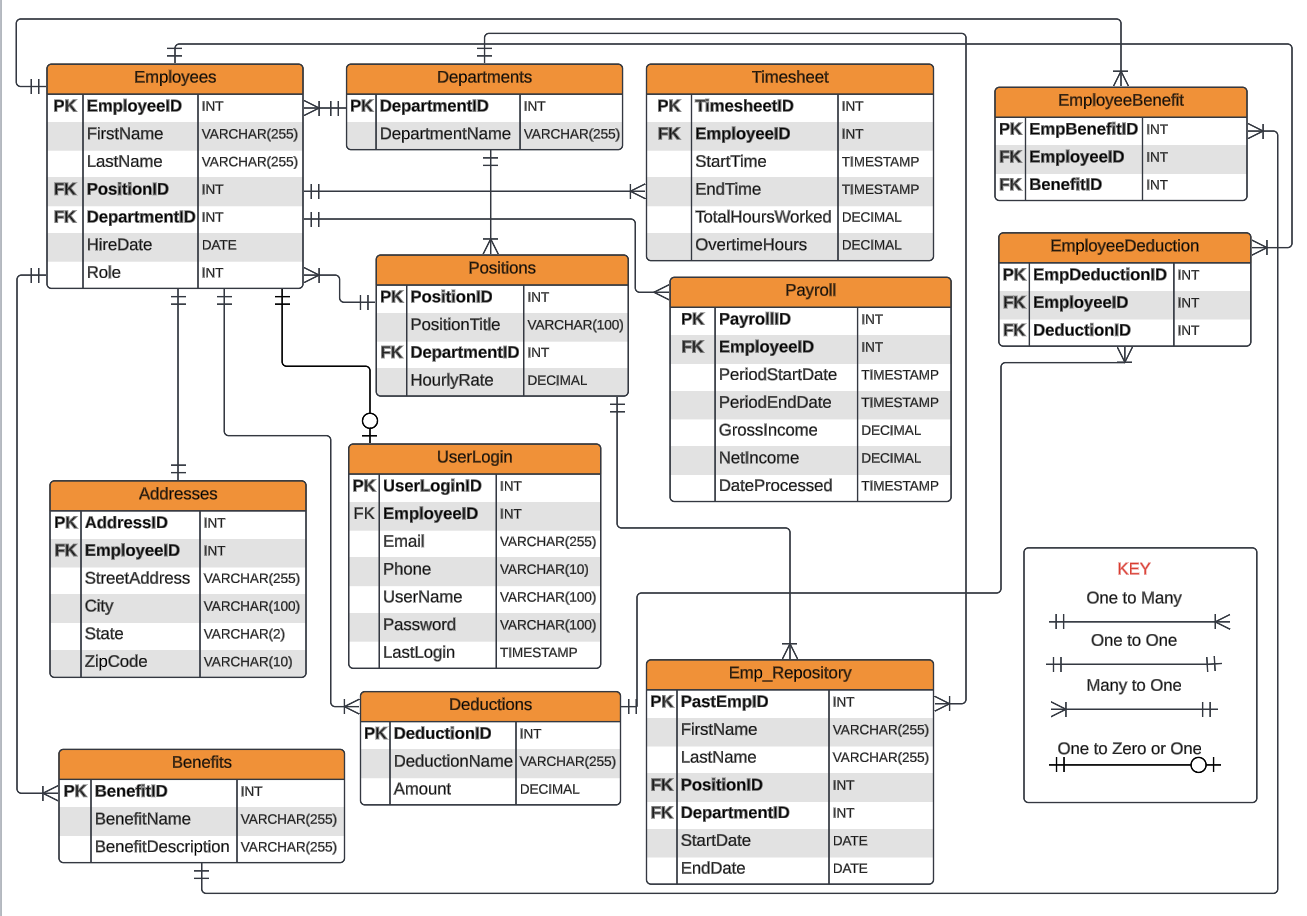 Employees
PK EmployeeID INT
FirstName VARCHAR(255)
LastName VARCHAR(255)
FK PositionID INT
FK DepartmentID INT
HireDate DATE
Role INT
Departments
PK DepartmentID INT
DepartmentName VARCHAR(255)
Timesheet
PK TimesheetID INT
FK EmployeeID INT
StartTime TIMESTAMP
EndTime TIMESTAMP
TotalHoursWorked DECIMAL
OvertimeHours DECIMAL
EmployeeBenefit
PK EmpBenefitID INT
FK EmployeeID INT
FK BenefitID INT
EmployeeDeduction
PK EmpDeductionID INT
FK EmployeeID INT
FK DeductionID INT
Positions
PK PositionID INT
PositionTitle VARCHAR(100)
FK DepartmentID INT
HourlyRate DECIMAL
Payroll
PK PayrollID INT
FK EmployeeID INT
PeriodStartDate TIMESTAMP
PeriodEndDate TIMESTAMP
GrossIncome DECIMAL
NetIncome DECIMAL
DateProcessed TIMESTAMP
UserLogin
PK UserLoginID INT
FK EmployeeID INT
Email VARCHAR(255)
Phone VARCHAR(10)
UserName VARCHAR(100)
Password VARCHAR(100)
LastLogin TIMESTAMP
Addresses
PK AddressID INT
FK EmployeeID INT
StreetAddress VARCHAR(255)
City VARCHAR(100)
State VARCHAR(2)
ZipCode VARCHAR(10)
KEY
One to Many
One to One
Many to One
One to Zero or One
Emp_Repository
PK PastEmpID INT
FirstName VARCHAR(255)
LastName VARCHAR(255)
FK PositionID INT
FK DepartmentID INT
StartDate DATE
EndDate DATE
Deductions
PK DeductionID INT
DeductionName VARCHAR(255)
Amount DECIMAL
Benefits
PK BenefitID INT
BenefitName VARCHAR(255)
BenefitDescription VARCHAR(255)